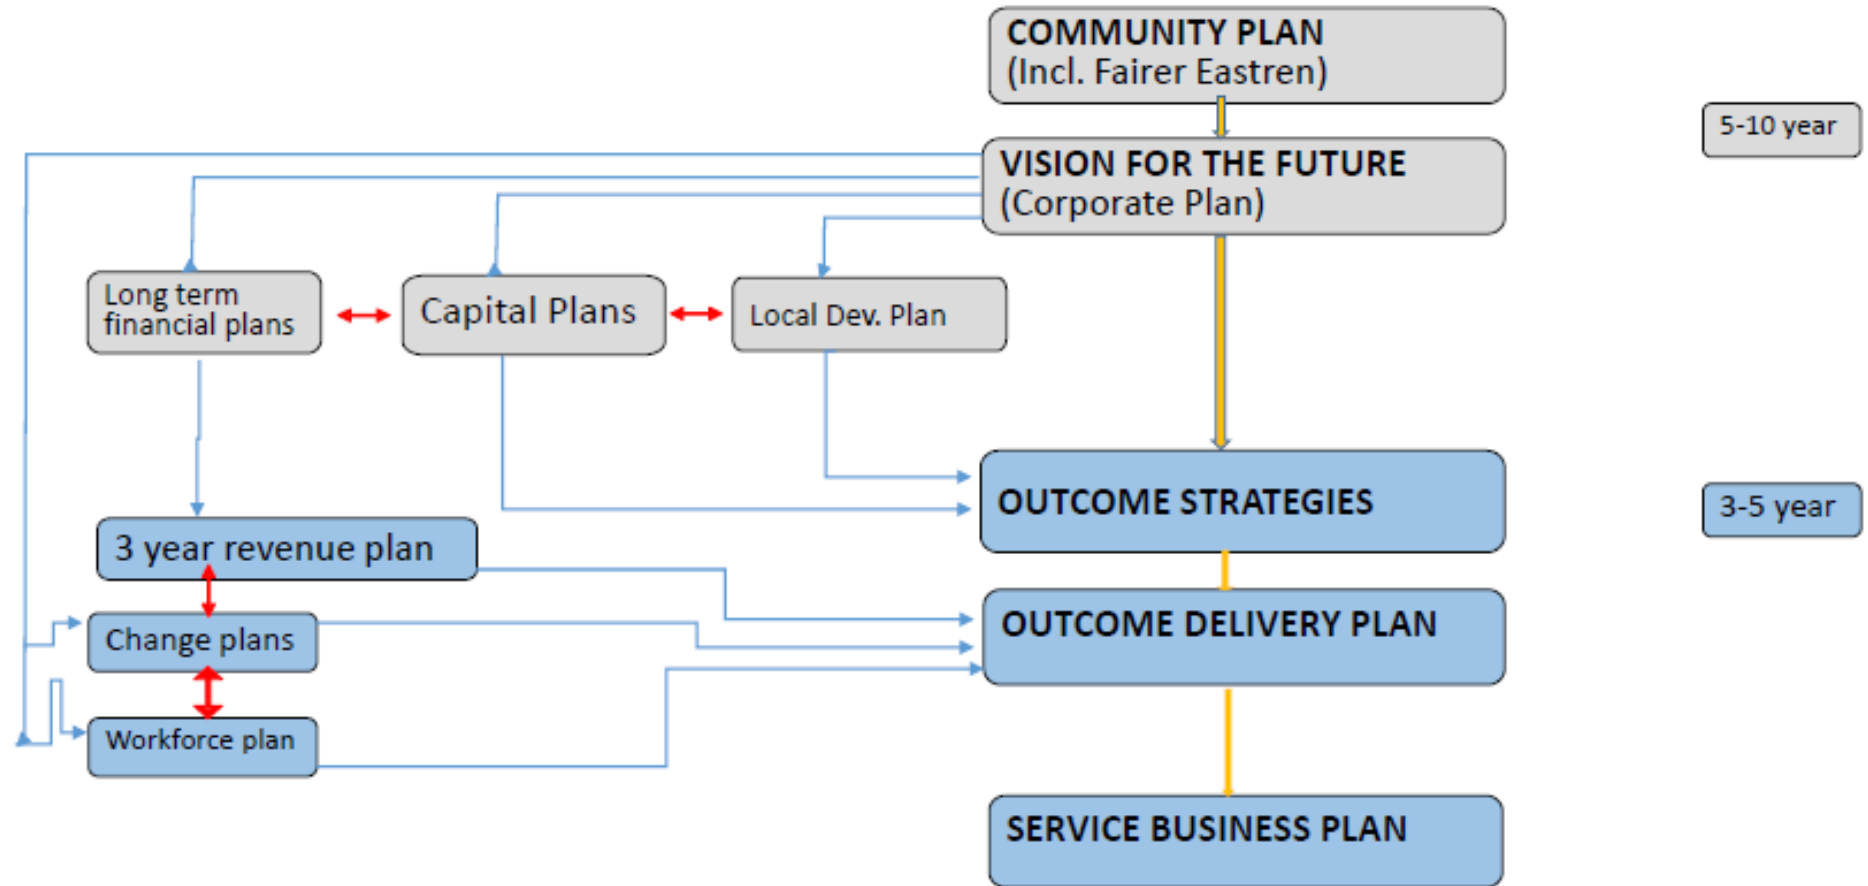 COMMUNITY PLAN
(Incl. Fairer Eastren)
5-10 year
VISION FOR THE FUTURE
(Corporate Plan)
Long term
financial plans
Capital Plans
Local Dev. Plan
OUTCOME STRATEGIES
3-5 year
3 year revenue plan
OUTCOME DELIVERY PLAN
Change plans
Workforce plan
SERVICE BUSINESS PLAN